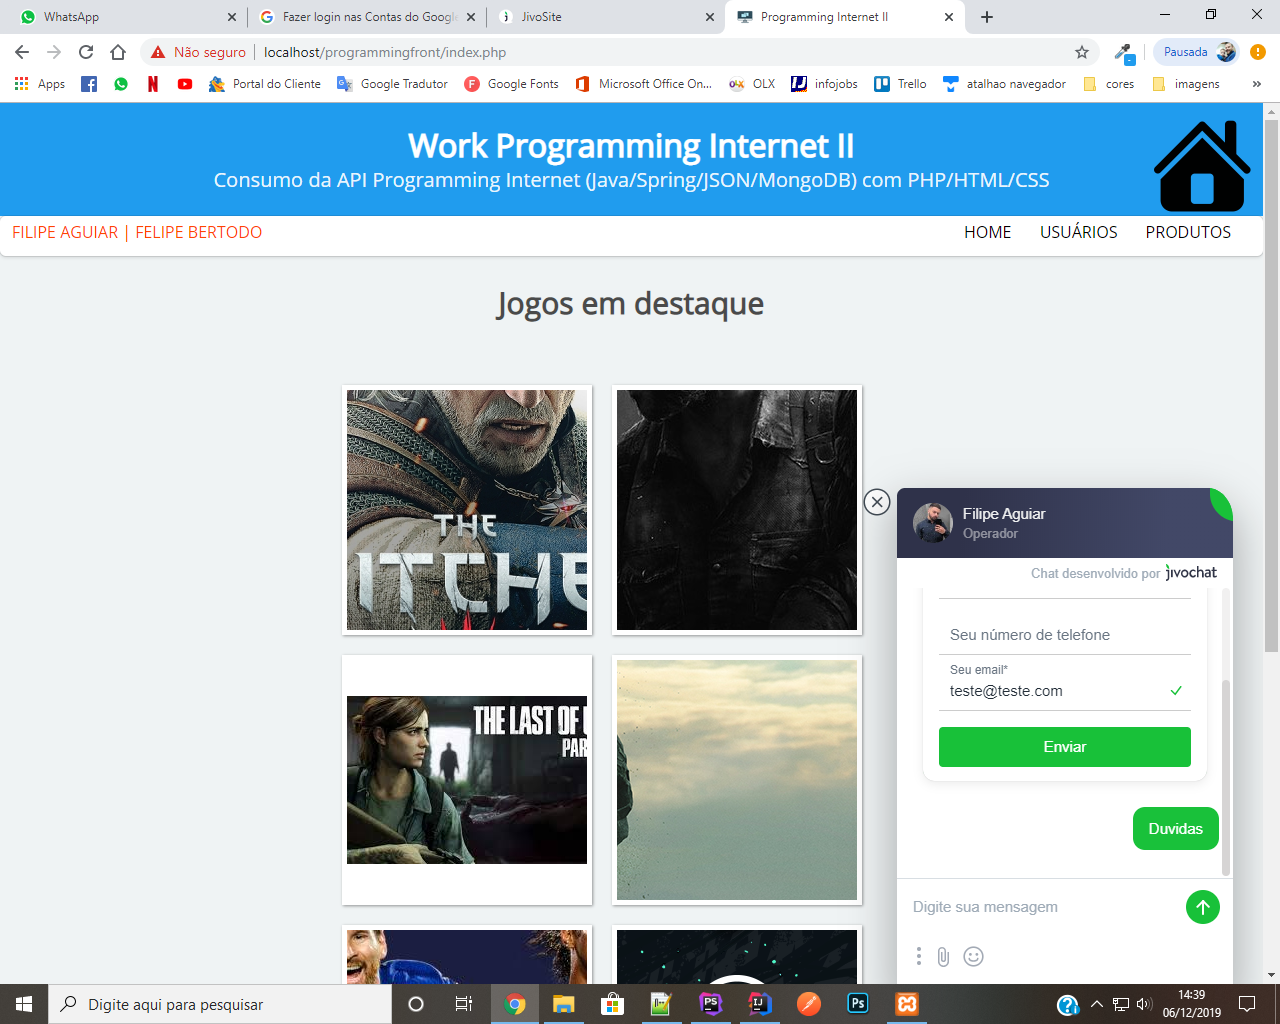 WhatsApp
Fazer login nas Contas do Google
JivoSite
Programming Internet II
Não seguro
localhost/programmingfront/index.php
Pausada
Apps
Portal do Cliente
Google Tradutor
Google Fonts
Microsoft Office On...
OLX
infojobs
Trello
atalhao navegador
cores
imagens
»
Work Programming Internet II
Consumo da API Programming Internet (Java/Spring/JSON/MongoDB) com PHP/HTML/CSS
FILIPE AGUIAR | FELIPE BERTODO
HOME
USUÁRIOS
PRODUTOS
Jogos em destaque
THE
ITCHE
THE LAST OF
PAR
Filipe Aguiar
Operador
Chat desenvolvido por jivochat
Seu número de telefone
Seu email*
teste@teste.com
Enviar
Duvidas
Digite sua mensagem
Digite aqui para pesquisar
14:39
06/12/2019